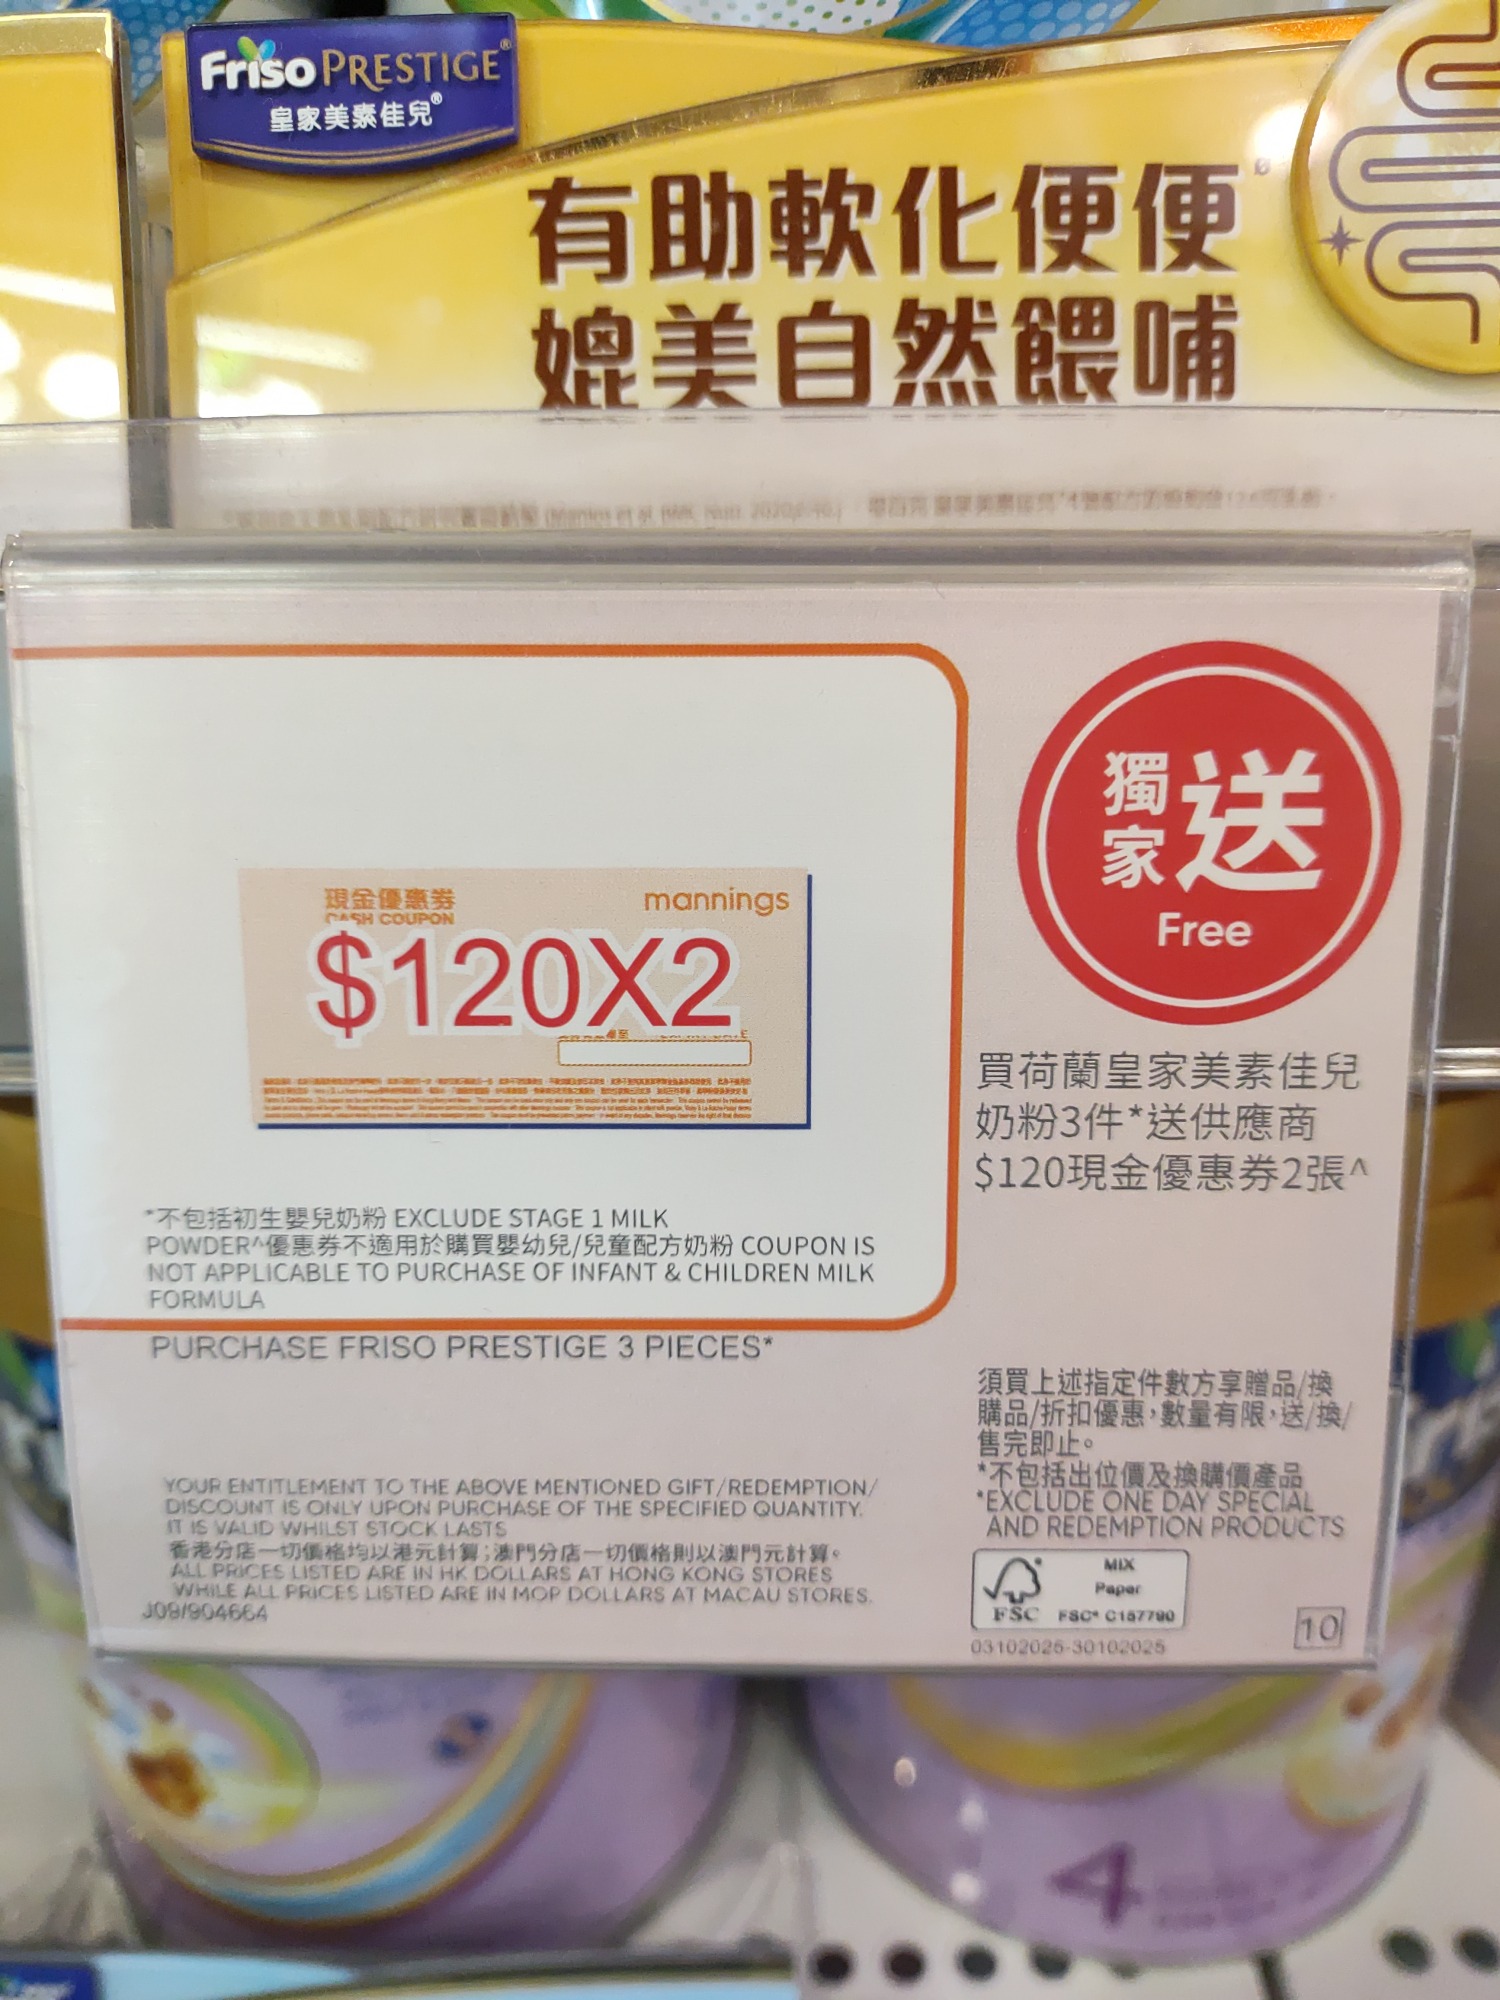 Friso PRESTIGE®
皇家美素佳兒®
有助軟化便便
媲美自然餵哺
獨家送
Free
現金優惠券
mannings
CASH COUPON
$120X2
買荷蘭皇家美素佳兒
奶粉3件*送供應商
$120現金優惠券2張^
*不包括初生嬰兒奶粉 EXCLUDE STAGE 1 MILK
POWDER^優惠券不適用於購買嬰幼兒/兒童配方奶粉 COUPON IS
NOT APPLICABLE TO PURCHASE OF INFANT & CHILDREN MILK
FORMULA
PURCHASE FRISO PRESTIGE 3 PIECES*
須買上述指定件數方享贈品/換
購品/折扣優惠，數量有限，送/換/
售完即止。
*不包括出位價及換購價產品
*EXCLUDE ONE DAY SPECIAL
AND REDEMPTION PRODUCTS
YOUR ENTITLEMENT TO THE ABOVE MENTIONED GIFT/REDEMPTION/
DISCOUNT IS ONLY UPON PURCHASE OF THE SPECIFIED QUANTITY.
IT IS VALID WHILST STOCK LASTS
香港分店一切價格均以港元計算；澳門分店一切價格則以澳門元計算。
ALL PRICES LISTED ARE IN HK DOLLARS AT HONG KONG STORES
WHILE ALL PRICES LISTED ARE IN MOP DOLLARS AT MACAU STORES.
J09/904664
FSC
MIX
Paper
FSC® C157790
03102025-30102025
10
4